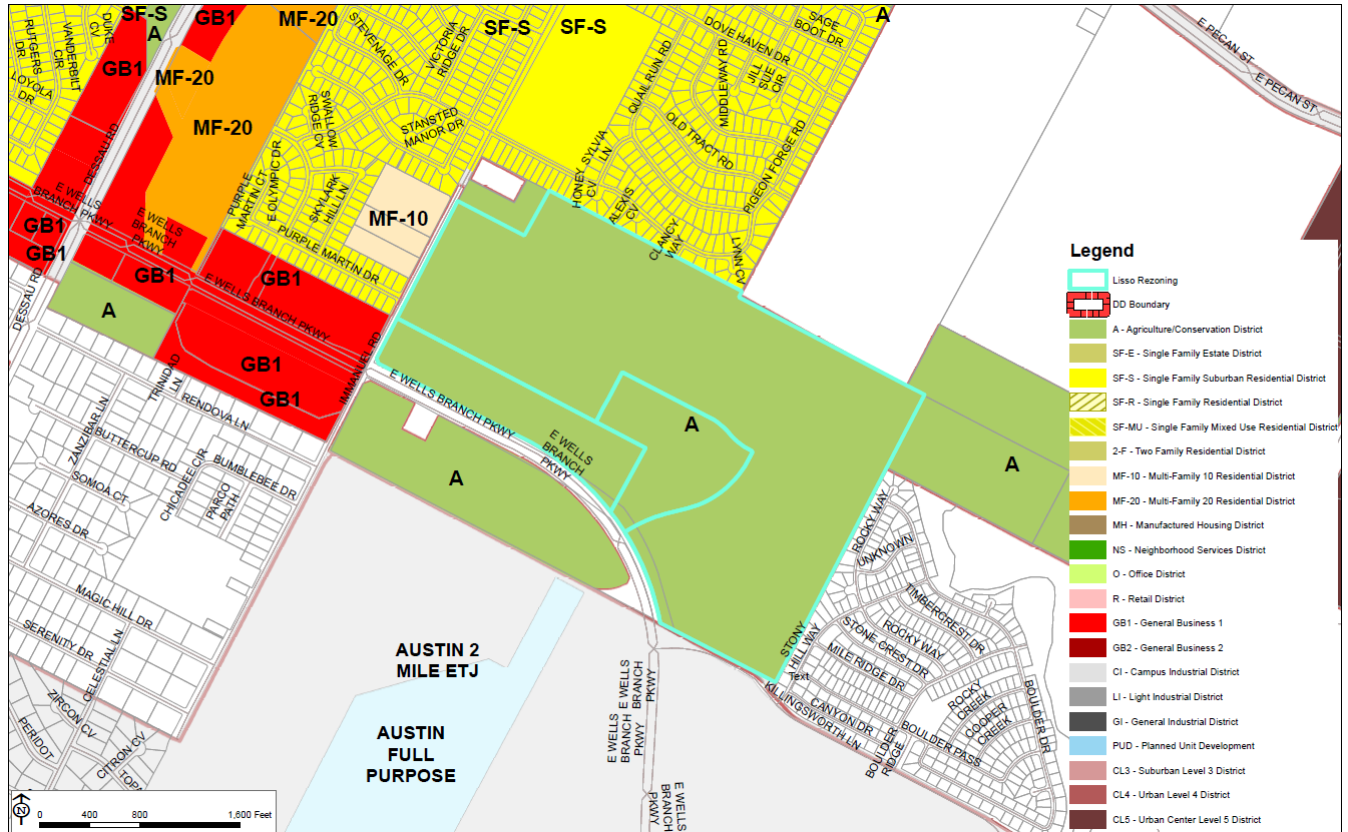 SF-S
A
GB1
MF-20
SF-S
SF-S
A
DUKE
CV
VANDERBILT
CIR
RUTGERS
DR
LOYOLA
DR
GB1
MF-20
MF-20
STEVENAGE DR
VICTORIA
RIDGE DR
SWALLOW
RIDGE CV
STANSTED
MANOR DR
DOVE HAVEN DR
SAGE
BOOT DR
QUAIL RUN RD
MIDDLEWAY RD
JILL
SUE
CIR
OLD TRACT RD
PIGEON FORGE RD
E PECAN ST
E PECAN ST
DESSAU RD
E WELLS
BRANCH PKWY
E WELLS
BRANCH
PKWY
PURPLE
MARTIN CT
E OLYMPIC DR
SKYLARK
HILL LN
PURPLE MARTIN DR
MF-10
HONEY
CV
SYLVIA
LN
ALEXIS
CV
CLANCY
WAY
LYNN CV
GB1
GB1
GB1
GB1
E WELLS BRANCH PKWY
DESSAU RD
A
GB1
GB1
IMMANUEL RD
E WELLS BRANCH PKWY
E WELLS
BRANCH
PKWY
A
A
A
TRINIDAD
LN
RENDOVA LN
ZANZIBAR LN
BUTTERCUP RD
CHICADEE CIR
BUMBLEBEE DR
PARCO
PATH
SOMOA CT
AZORES DR
MAGIC HILL DR
SERENITY DR
CELESTIAL LN
ZIRCON CV
PERIDOT
CITRON CV
TOPA
AUSTIN 2
MILE ETJ
AUSTIN
FULL
PURPOSE
E WELLS
BRANCH
PKWY
E WELLS
BRANCH
PKWY
E WELLS
BRANCH
PKWY
ROCKY WAY
UNKNOWN
TIMBERCREST DR
ROCKY WAY
STONE CREST DR
MILE RIDGE DR
STONY
HILL WAY
Text
KILLINGSWORTH LN
CANYON DR
BOULDER
RIDGE
BOULDER PASS
ROCKY
CREEK
COOPER
CREEK
BOULDER DR
Legend
Lisso Rezoning
DD Boundary
A - Agriculture/Conservation District
SF-E - Single Family Estate District
SF-S - Single Family Suburban Residential District
SF-R - Single Family Residential District
SF-MU - Single Family Mixed Use Residential District
2-F - Two Family Residential District
MF-10 - Multi-Family 10 Residential District
MF-20 - Multi-Family 20 Residential District
MH - Manufactured Housing District
NS - Neighborhood Services District
O - Office District
R - Retail District
GB1 - General Business 1
GB2 - General Business 2
CI - Campus Industrial District
LI - Light Industrial District
GI - General Industrial District
PUD - Planned Unit Development
CL3 - Suburban Level 3 District
CL4 - Urban Level 4 District
CL5 - Urban Center Level 5 District
N
0 400 800 1,600 Feet